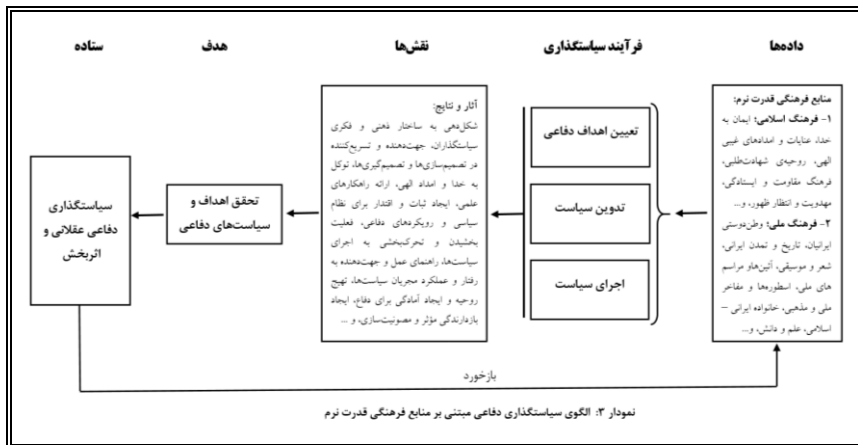 داده‌ها
فرآیند سیاستگذاری
نقش‌ها
هدف
ستاده
منابع فرهنگی قدرت نرم:
۱- فرهنگ اسلامی: ایمان به
خدا، عنایات و امدادهای غیبی
الهی، روحیه‌ی شهادت‌طلبی،
فرهنگ مقاومت و ایستادگی،
مهدویت و انتظار ظهور، و...
۲- فرهنگ ملی: وطن‌دوستی
ایرانیان، تاریخ و تمدن ایرانی،
شعر و موسیقی، آئین‌هاو مراسم
های ملی، اسطوره‌ها و مفاخر
ملی و مذهبی، خانواده ایرانی –
اسلامی، علم و دانش، و...
تعیین اهداف دفاعی
تدوین سیاست
اجرای سیاست
آثار و نتایج:
شکل‌دهی به ساختار ذهنی و فکری
سیاستگذاران، جهت‌دهنده و تسریع‌کننده
در تصمیم‌سازی‌ها و تصمیم‌گیری‌ها، توکل
به خدا و امداد الهی، ارائه راهکارهای
علمی، ایجاد ثبات و اقتدار برای نظام
سیاسی و رویکردهای دفاعی، فعلیت
بخشیدن و تحرک‌بخشی به اجرای
سیاست‌ها، راهنمای عمل و جهت‌دهنده به
رفتار و عملکرد مجریان سیاست‌ها، تهییج
روحیه و ایجاد آمادگی برای دفاع، ایجاد
بازدارندگی مؤثر و مصونیت‌سازی، و ...
تحقق اهداف و
سیاست‌های دفاعی
سیاستگذاری
دفاعی عقلانی و
اثربخش
بازخورد
نمودار ۳: الگوی سیاستگذاری دفاعی مبتنی بر منابع فرهنگی قدرت نرم